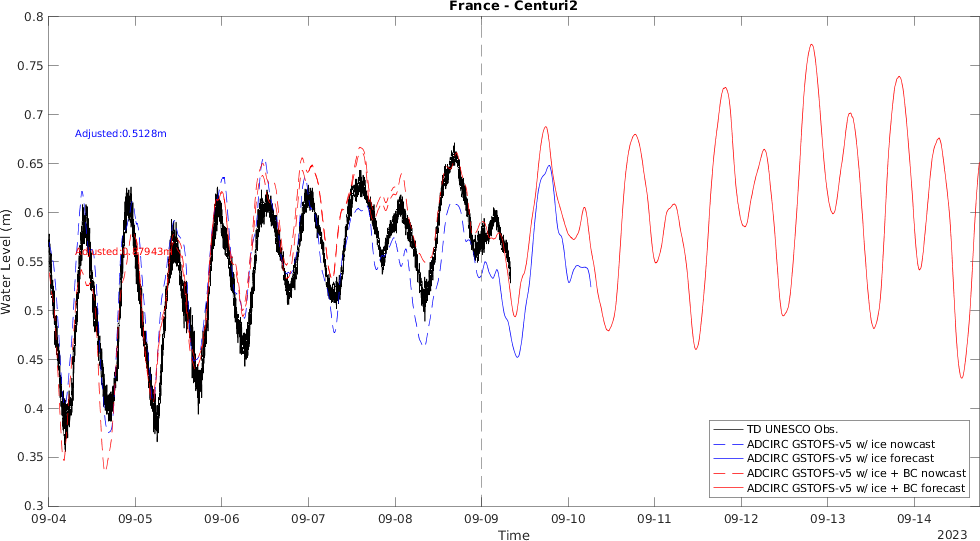 France - Centuri2
0.8
0.75
0.7
0.65
0.6
0.55
0.5
0.45
0.4
0.35
0.3
Water Level (m)
Adjusted:0.5128m
TD UNESCO Obs.
ADCIRC GSTOFS-v5 w/ ice nowcast
ADCIRC GSTOFS-v5 w/ ice forecast
ADCIRC GSTOFS-v5 w/ ice + BC nowcast
ADCIRC GSTOFS-v5 w/ ice + BC forecast
09-04 09-05 09-06 09-07 09-08 09-09 09-10 09-11 09-12 09-13 09-14
Time
2023